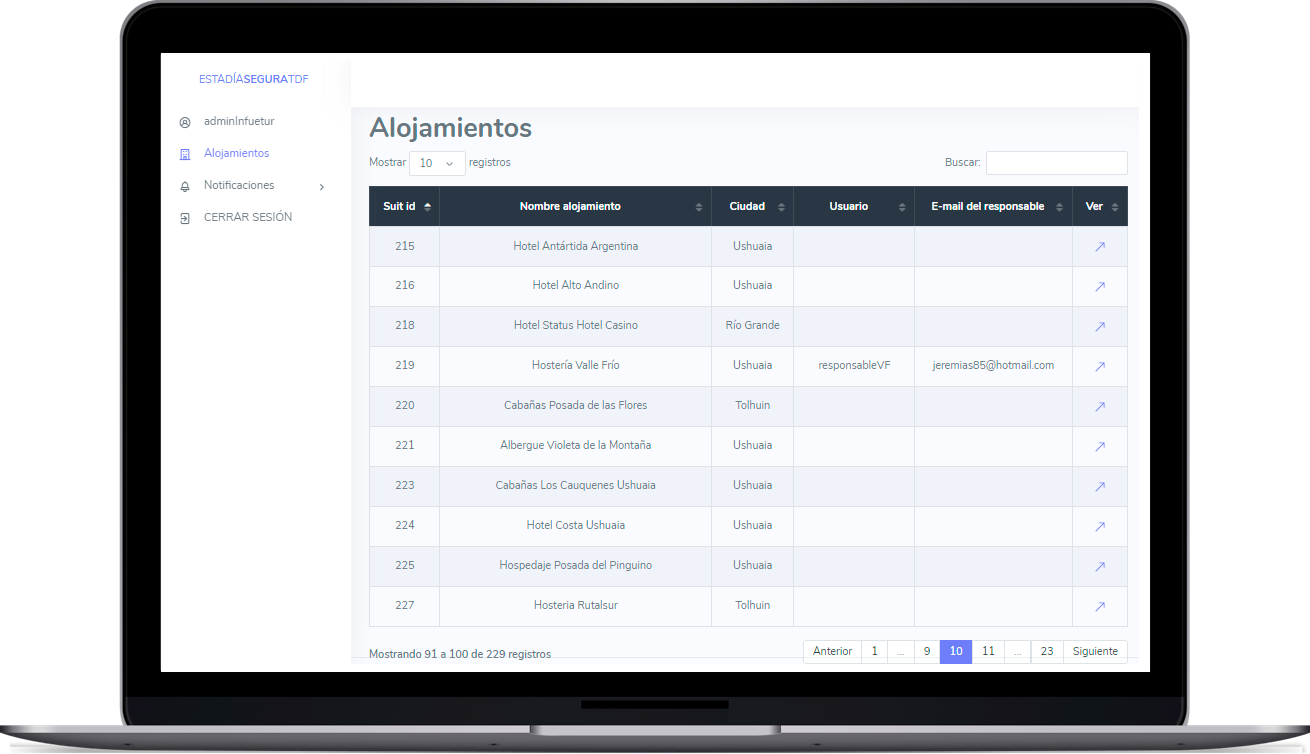 ESTADÍASEGURATDF
adminInfuetur
Alojamientos
Notificaciones
CERRAR SESIÓN
Alojamientos
Mostrar 10 registros
Buscar:
Suit id Nombre alojamiento Ciudad Usuario E-mail del responsable Ver
215 Hotel Antártida Argentina Ushuaia
216 Hotel Alto Andino Ushuaia
218 Hotel Status Hotel Casino Río Grande
219 Hostería Valle Frío Ushuaia responsableVF jeremias85@hotmail.com
220 Cabañas Posada de las Flores Tolhuin
221 Albergue Violeta de la Montaña Ushuaia
223 Cabañas Los Cauquenes Ushuaia Ushuaia
224 Hotel Costa Ushuaia Ushuaia
225 Hospedaje Posada del Pinguino Ushuaia
227 Hosteria Rutalsur Tolhuin
Mostrando 91 a 100 de 229 registros
Anterior 1 ... 9 10 11 ... 23 Siguiente